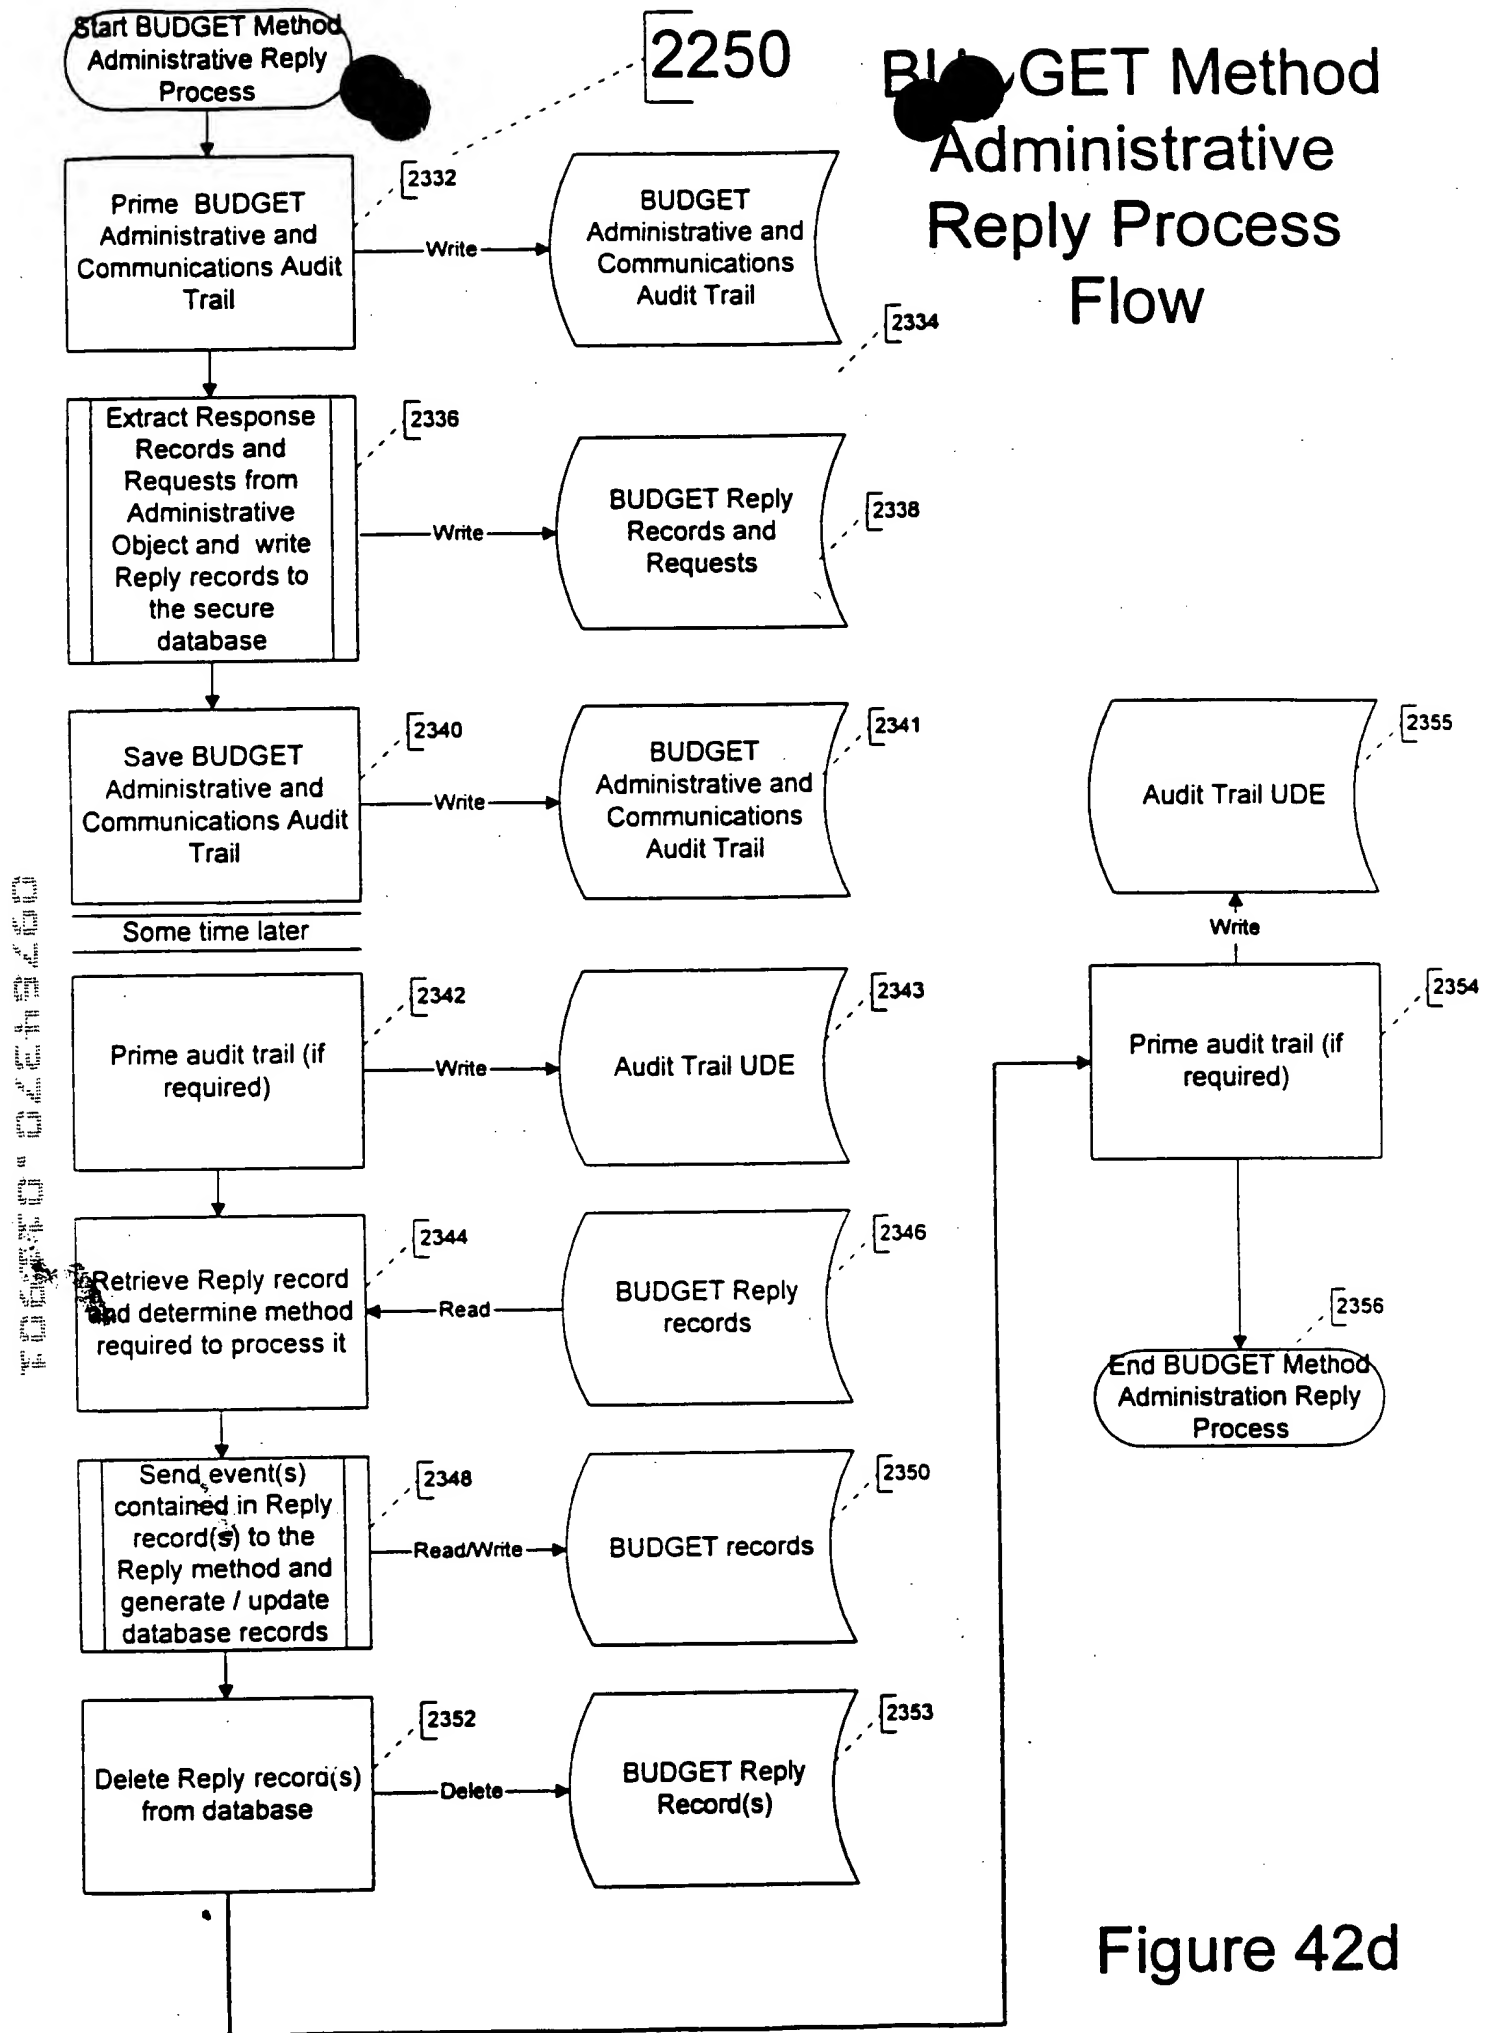 Start BUDGET Method
Administrative Reply
Process
2250
BUDGET Method
Administrative
Reply Process
Flow
Prime BUDGET
Administrative and
Communications Audit
Trail
2332
Write
BUDGET
Administrative and
Communications
Audit Trail
2334
Extract Response
Records and
Requests from
Administrative
Object and write
Reply records to
the secure
database
2336
Write
BUDGET Reply
Records and
Requests
2338
Save BUDGET
Administrative and
Communications Audit
Trail
2340
Write
BUDGET
Administrative and
Communications
Audit Trail
2341
Some time later
Prime audit trail (if
required)
2342
Write
Audit Trail UDE
2343
Retrieve Reply record
and determine method
required to process it
2344
Read
BUDGET Reply
records
2346
Send event(s)
contained in Reply
record(s) to the
Reply method and
generate / update
database records
2348
Read/Write
BUDGET records
2350
Delete Reply record(s)
from database
2352
Delete
BUDGET Reply
Record(s)
2353
Audit Trail UDE
2355
Write
Prime audit trail (if
required)
2354
2356
End BUDGET Method
Administration Reply
Process
Figure 42d